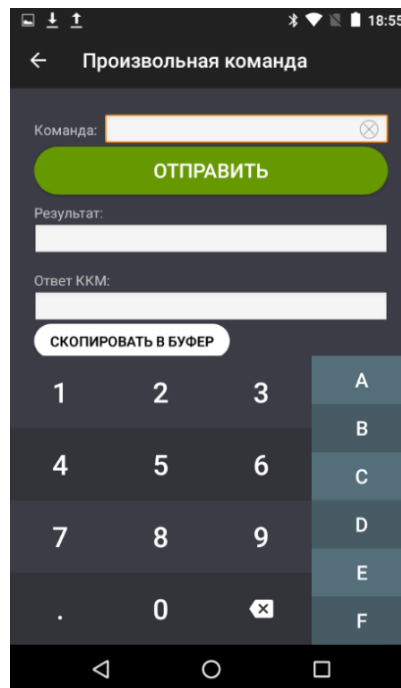 18:55
Произвольная команда
Команда:
ОТПРАВИТЬ
Результат:
Ответ ККМ:
СКОПИРОВАТЬ В БУФЕР
1 2 3 A
B
4 5 6 C
7 8 9 D
E
. 0 F